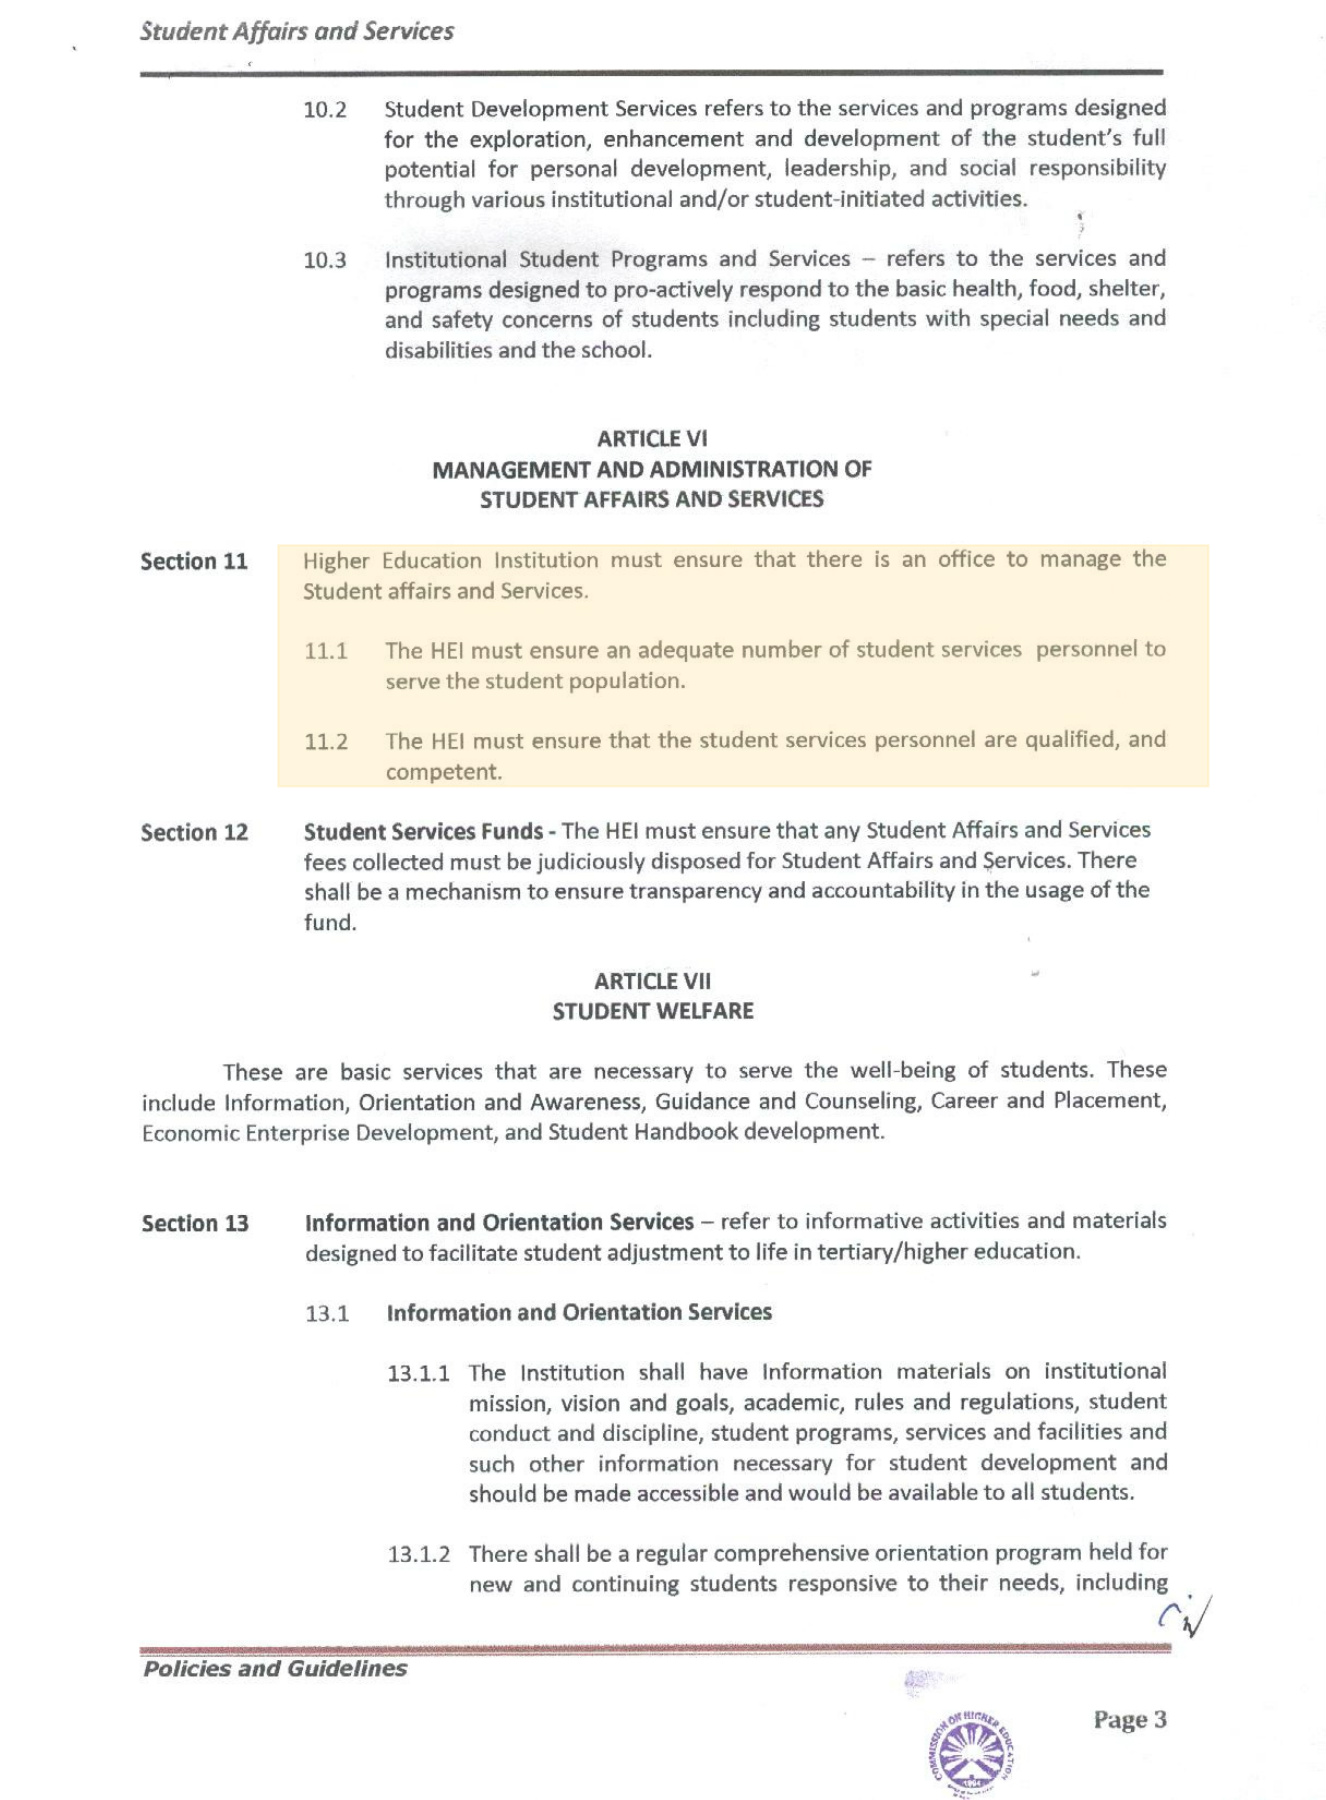 Student Affairs and Services
10.2 Student Development Services refers to the services and programs designed
for the exploration, enhancement and development of the student's full
potential for personal development, leadership, and social responsibility
through various institutional and/or student-initiated activities.
10.3 Institutional Student Programs and Services – refers to the services and
programs designed to pro-actively respond to the basic health, food, shelter,
and safety concerns of students including students with special needs and
disabilities and the school.
ARTICLE VI
MANAGEMENT AND ADMINISTRATION OF
STUDENT AFFAIRS AND SERVICES
Section 11 Higher Education Institution must ensure that there is an office to manage the
Student affairs and Services.
11.1 The HEI must ensure an adequate number of student services personnel to
serve the student population.
11.2 The HEI must ensure that the student services personnel are qualified, and
competent.
Section 12 Student Services Funds - The HEI must ensure that any Student Affairs and Services
fees collected must be judiciously disposed for Student Affairs and Services. There
shall be a mechanism to ensure transparency and accountability in the usage of the
fund.
ARTICLE VII
STUDENT WELFARE
These are basic services that are necessary to serve the well-being of students. These
include Information, Orientation and Awareness, Guidance and Counseling, Career and Placement,
Economic Enterprise Development, and Student Handbook development.
Section 13 Information and Orientation Services – refer to informative activities and materials
designed to facilitate student adjustment to life in tertiary/higher education.
13.1 Information and Orientation Services
13.1.1 The Institution shall have Information materials on institutional
mission, vision and goals, academic, rules and regulations, student
conduct and discipline, student programs, services and facilities and
such other information necessary for student development and
should be made accessible and would be available to all students.
13.1.2 There shall be a regular comprehensive orientation program held for
new and continuing students responsive to their needs, including
Policies and Guidelines
Page 3
COMMISSION ON HIGHER EDUCATION